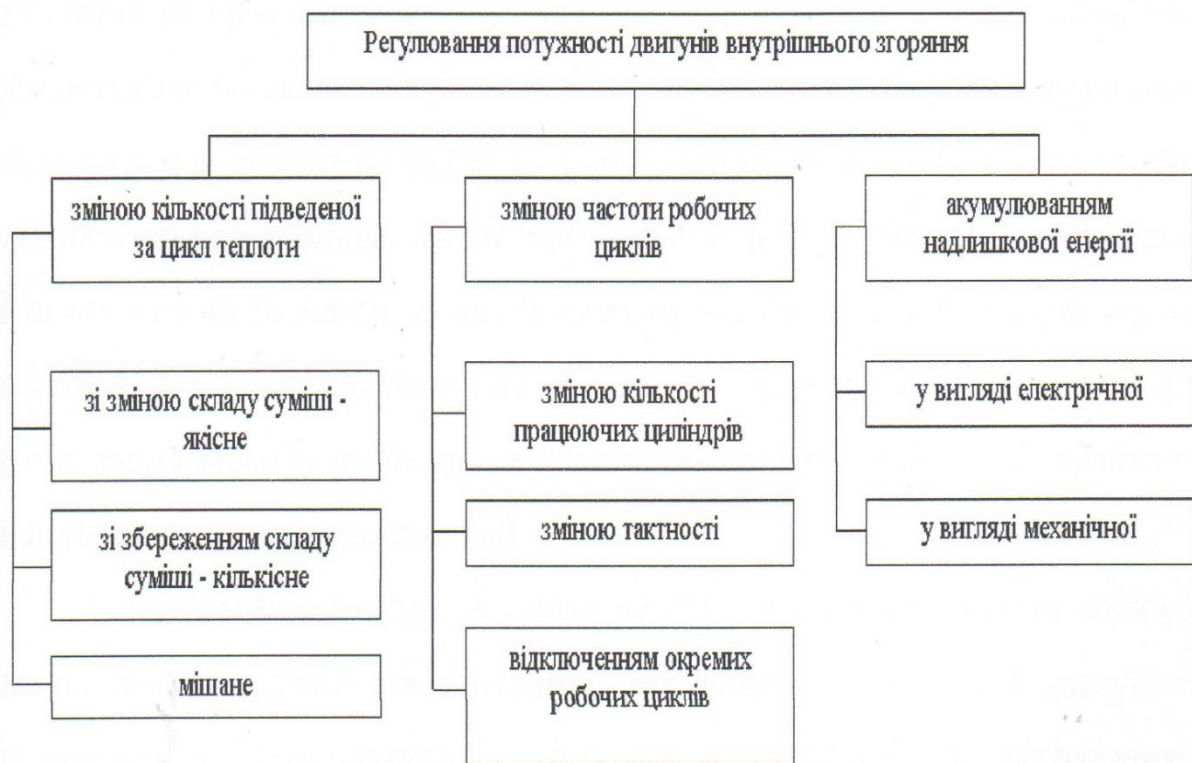 Регулювання потужності двигунів внутрішнього згоряння
зміною кількості підведеної
за цикл теплоти
зі зміною складу суміші -
якісне
зі збереженням складу
суміші - кількісне
мішане
зміною частоти робочих
циклів
зміною кількості
працюючих циліндрів
зміною тактності
відключенням окремих
робочих циклів
акумулюванням
надлишкової енергії
у вигляді електричної
у вигляді механічної